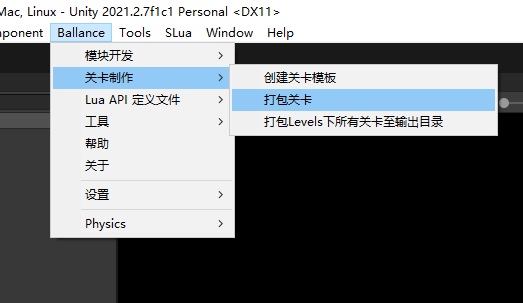 Mac, Linux - Unity 2021.2.7f1c1 Personal <DX11>
ponent Ballance Tools SLua Window Help
模块开发
关卡制作
创建关卡模板
Lua API 定义文件
打包关卡
工具
打包Levels下所有关卡至输出目录
帮助
关于
设置
Physics